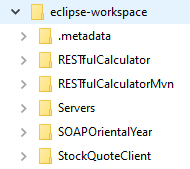 eclipse-workspace
.metadata
RESTfulCalculator
RESTfulCalculatorMvn
Servers
SOAPOrientalYear
StockQuoteClient